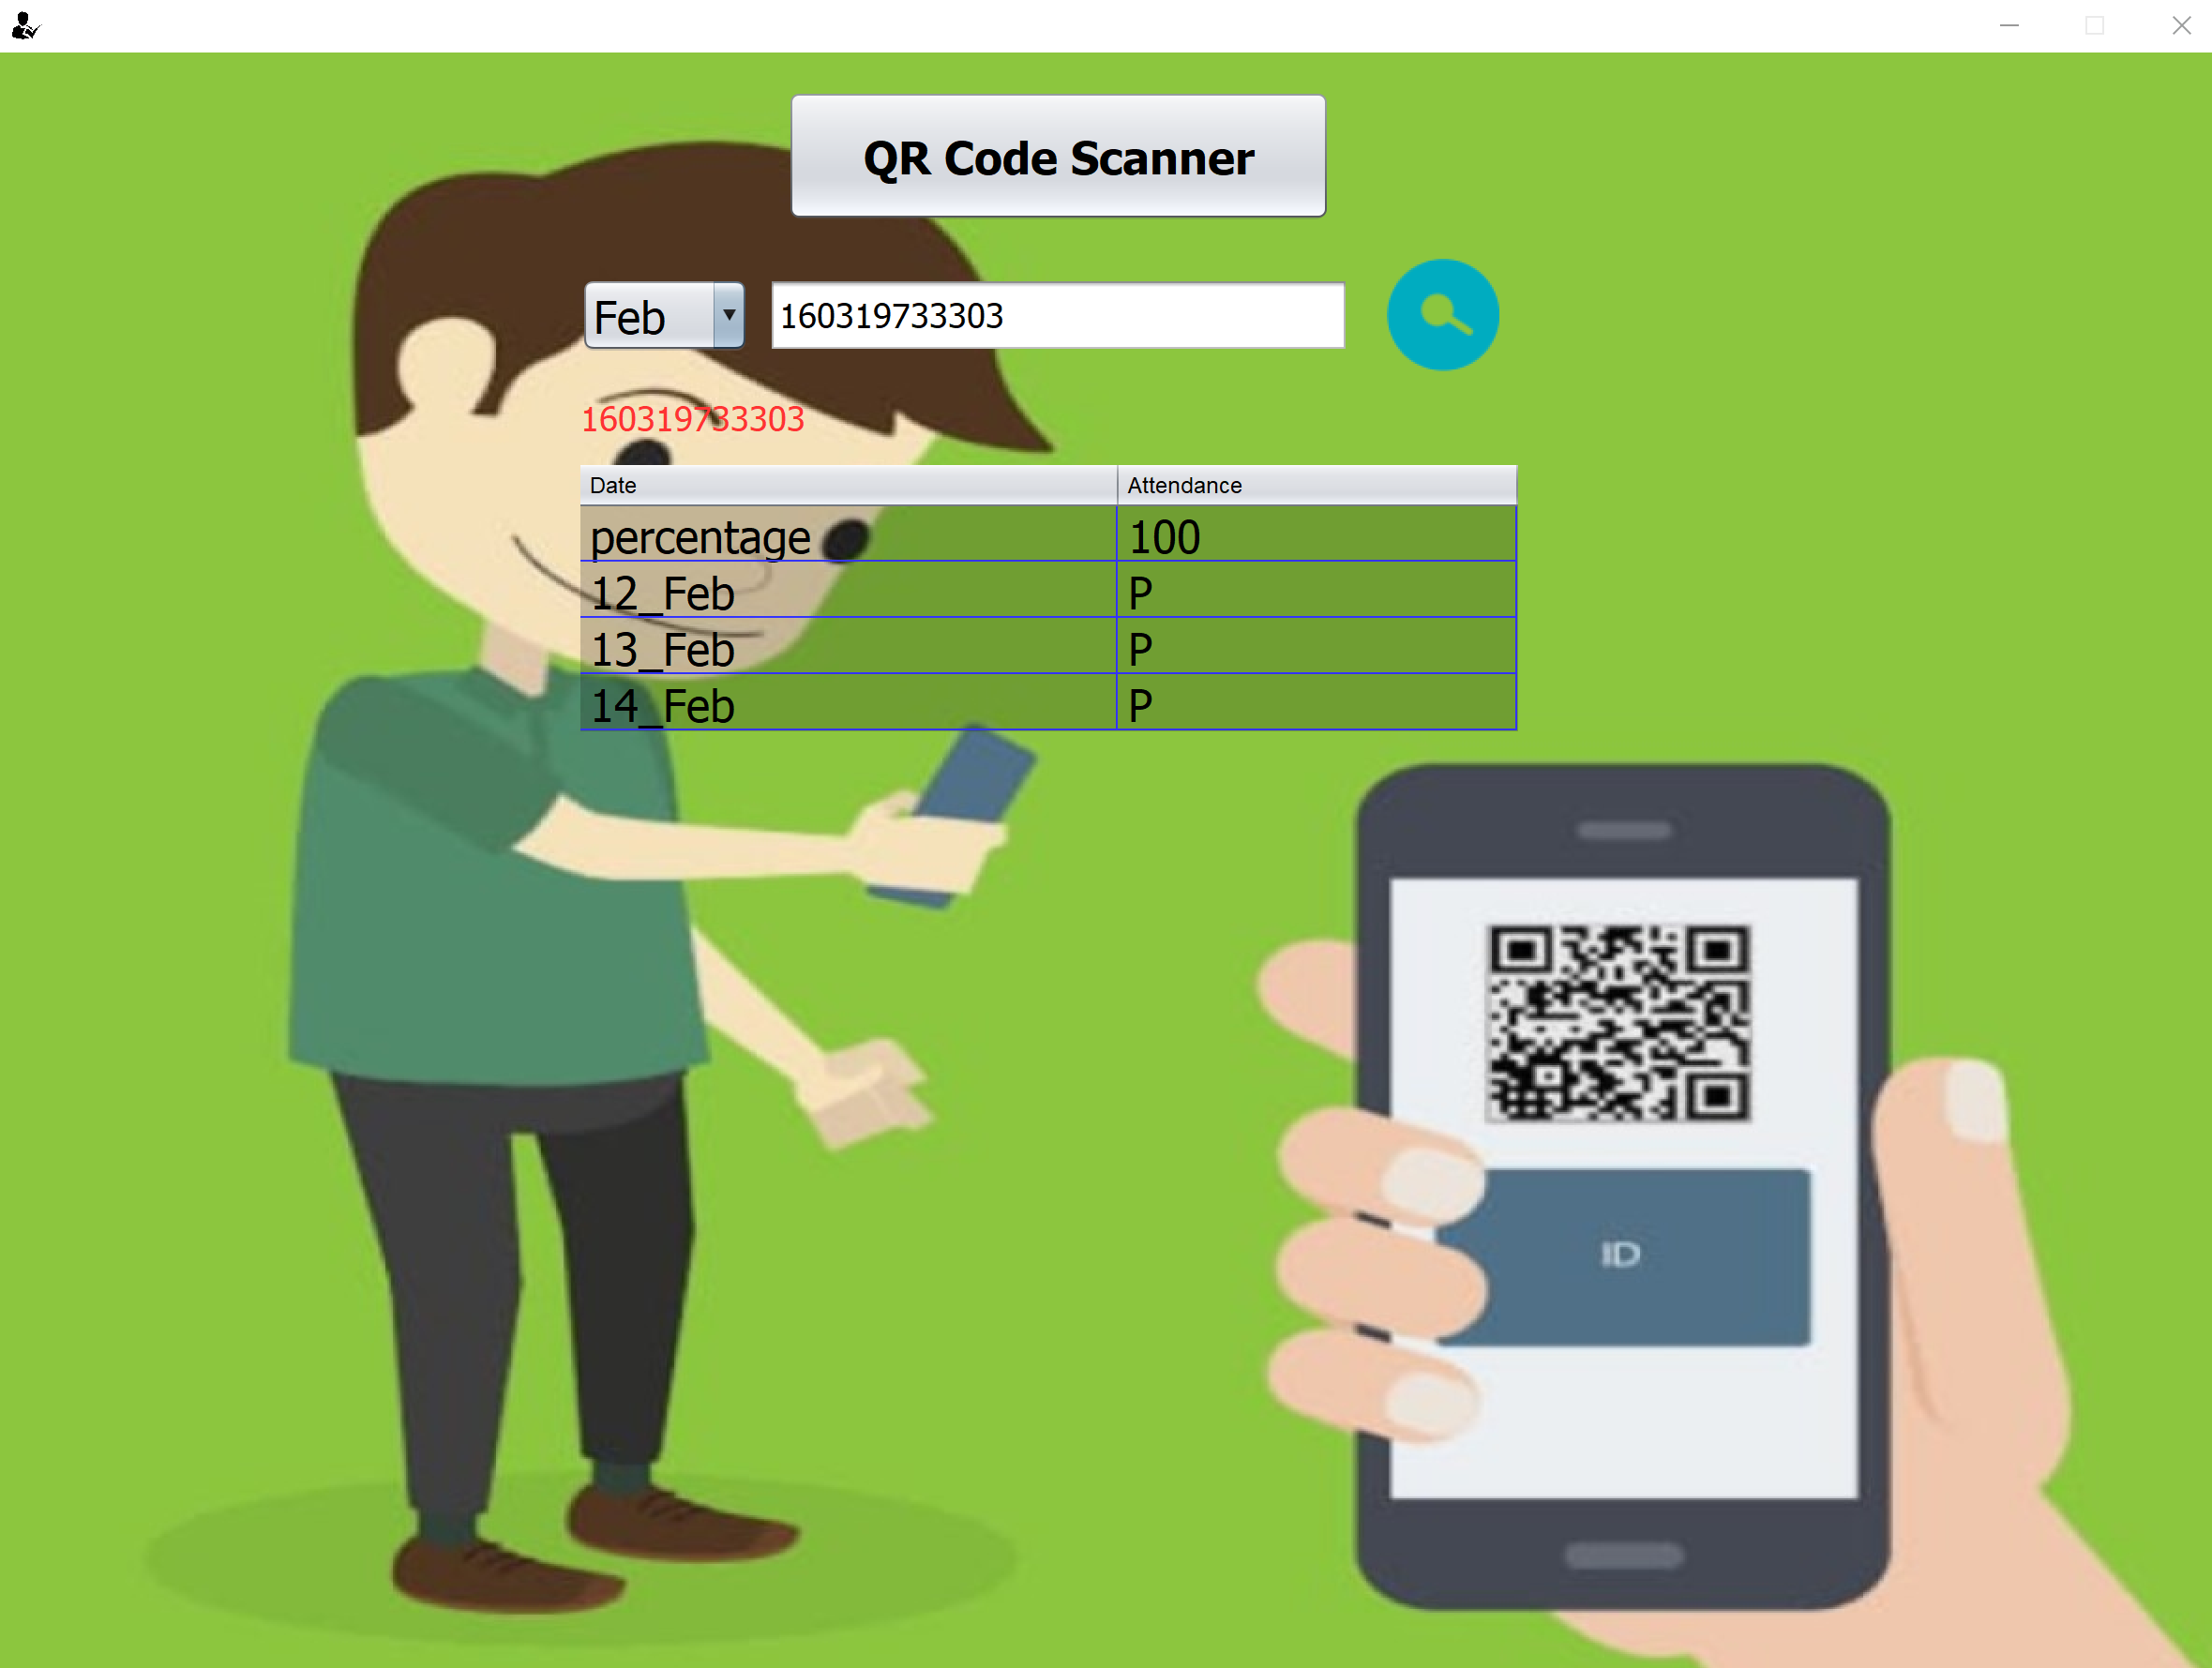 QR Code Scanner
Feb 160319733303
160319733303
Date Attendance
percentage 100
12_Feb P
13_Feb P
14_Feb P
ID